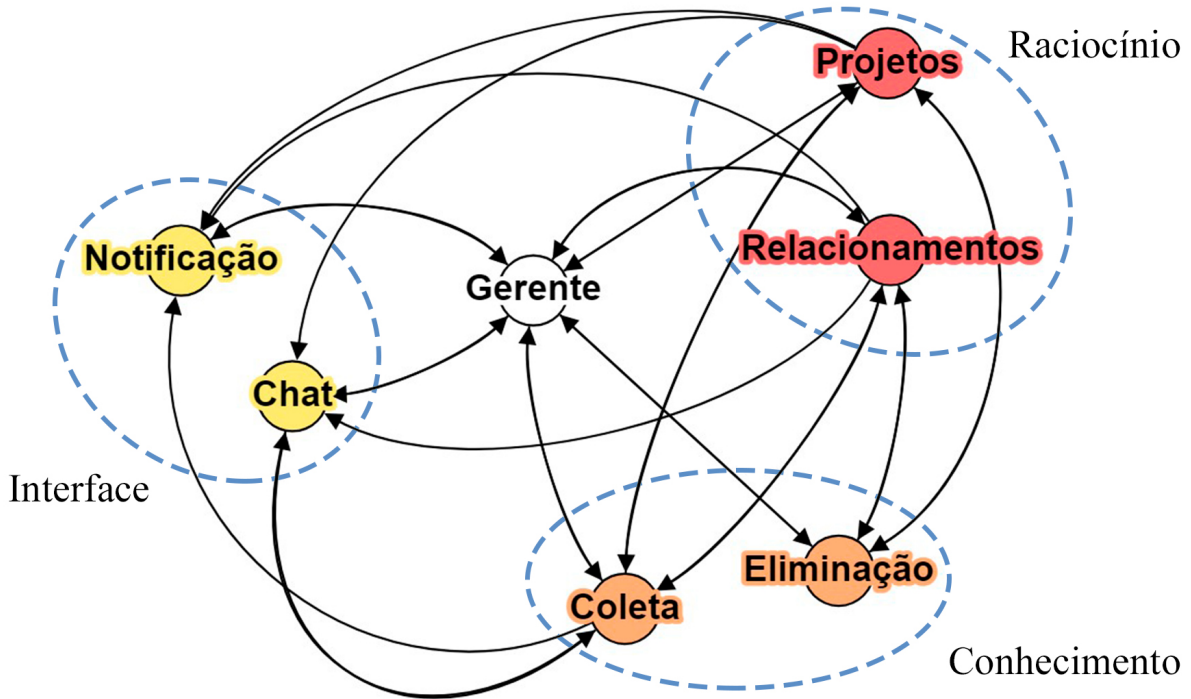 Raciocínio
Projetos
Relacionamentos
Notificação
Gerente
Chat
Interface
Eliminação
Coleta
Conhecimento